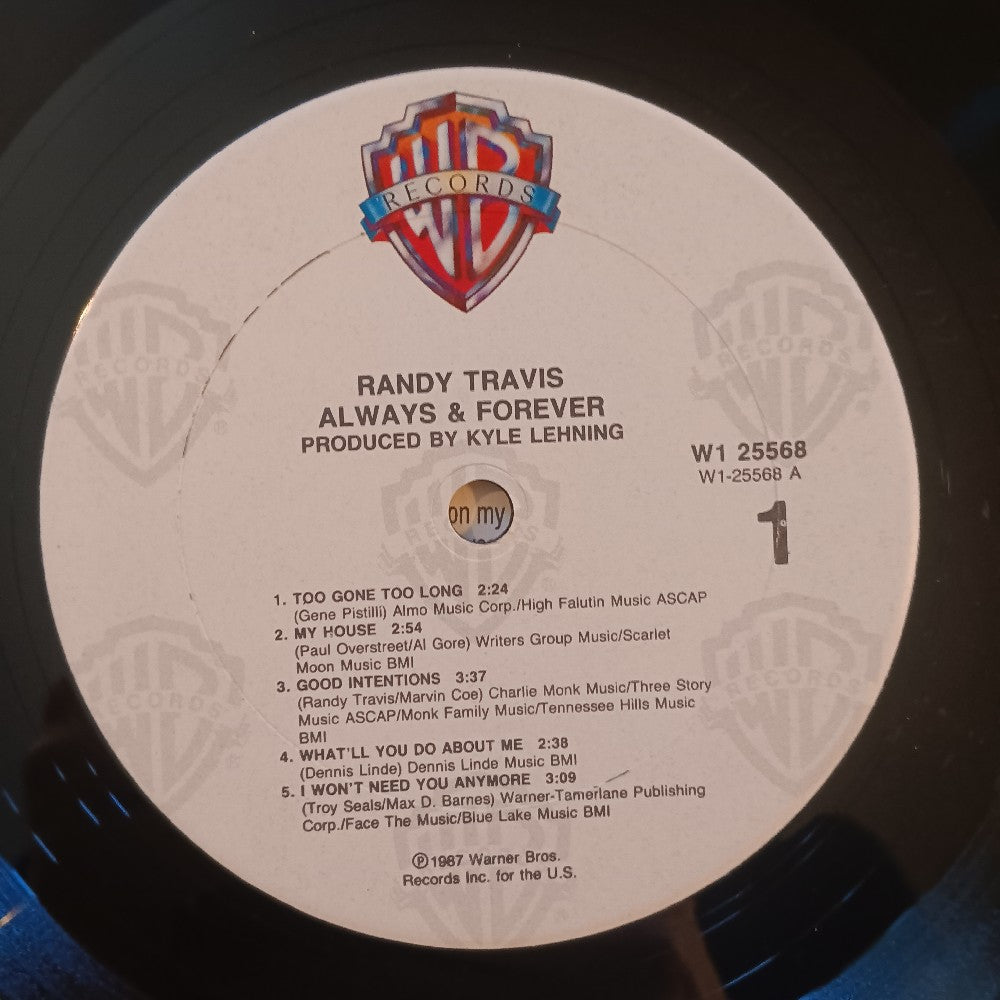 WB
RECORDS
RANDY TRAVIS
ALWAYS & FOREVER
PRODUCED BY KYLE LEHNING
W1 25568
W1-25568 A
1
on my
1. TOO GONE TOO LONG 2:24
(Gene Pistilli) Almo Music Corp./High Falutin Music ASCAP
2. MY HOUSE 2:54
(Paul Overstreet/Al Gore) Writers Group Music/Scarlet
Moon Music BMI
3. GOOD INTENTIONS 3:37
(Randy Travis/Marvin Coe) Charlie Monk Music/Three Story
Music ASCAP/Monk Family Music/Tennessee Hills Music
BMI
4. WHAT'LL YOU DO ABOUT ME 2:38
(Dennis Linde) Dennis Linde Music BMI
5. I WON'T NEED YOU ANYMORE 3:09
(Troy Seals/Max D. Barnes) Warner-Tamerlane Publishing
Corp./Face The Music/Blue Lake Music BMI
℗1987 Warner Bros.
Records Inc. for the U.S.